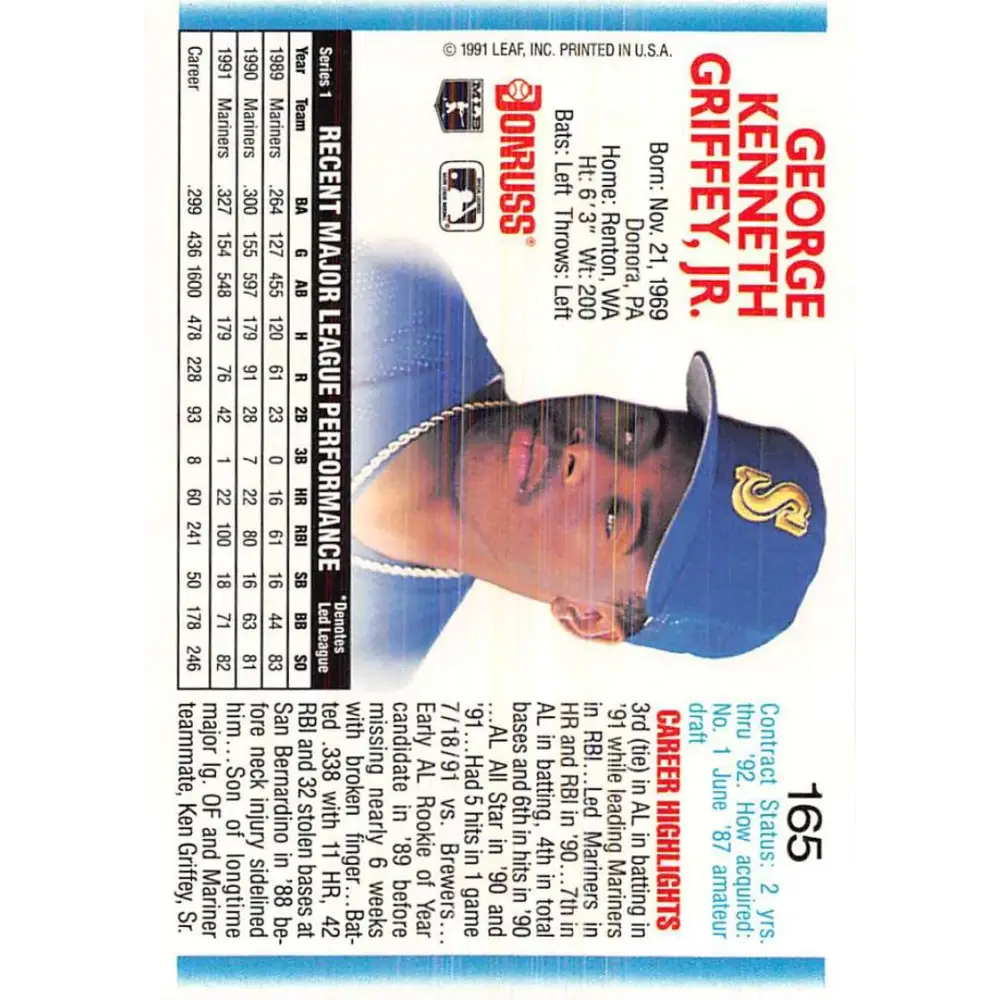 165
GEORGE
KENNETH
GRIFFEY, JR.
Born: Nov. 21, 1969
Donora, PA
Home: Renton, WA
Ht: 6'3" Wt: 200
Bats: Left Throws: Left
DONRUSS®
MLB
© 1991 LEAF, INC. PRINTED IN U.S.A.
S
Contract Status: 2 yrs.
thru '92. How acquired:
No. 1 June '87 amateur
draft
CAREER HIGHLIGHTS
3rd (tie) in AL in batting in
'91 while leading Mariners
in RBI...Led Mariners in
HR and RBI in '90...7th in
AL in batting, 4th in total
bases and 6th in hits in '90
...AL All Star in '90 and
'91...Had 5 hits in 1 game
7/18/91 vs. Brewers...
Early AL Rookie of Year
candidate in '89 before
missing nearly 6 weeks
with broken finger...Bat-
ted .338 with 11 HR, 42
RBI and 32 stolen bases at
San Bernardino in '88 be-
fore neck injury sidelined
him...Son of longtime
major lg. OF and Mariner
teammate, Ken Griffey, Sr.
Series 1 RECENT MAJOR LEAGUE PERFORMANCE *Denotes
Led League
Year Team BA G AB H R 2B 3B HR RBI SB BB SO
1989 Mariners .264 127 455 120 61 23 0 16 61 16 44 83
1990 Mariners .300 155 597 179 91 28 7 22 80 16 63 81
1991 Mariners .327 154 548 179 76 42 1 22 100 18 71 82
Career .299 436 1600 478 228 93 8 60 241 50 178 246